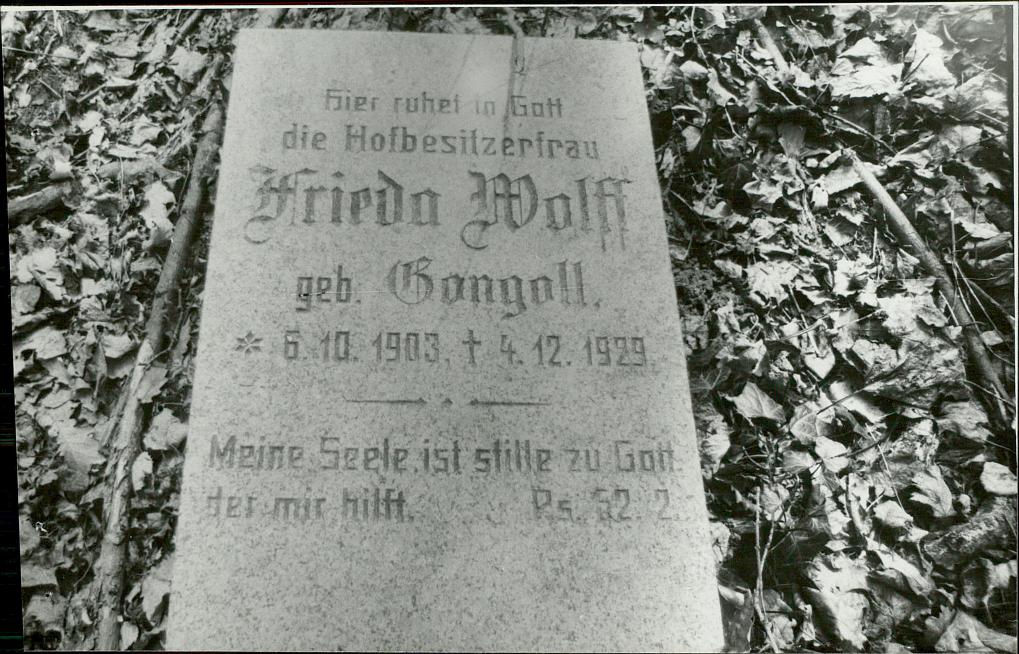 Hier ruhet in Gott
die Hofbesitzerfrau
Frieda Wolff
geb. Gongoll.
* 6.10.1903. † 4.12.1929.
Meine Seele ist stille zu Gott.
der mir hilft. Ps. 62. 2.